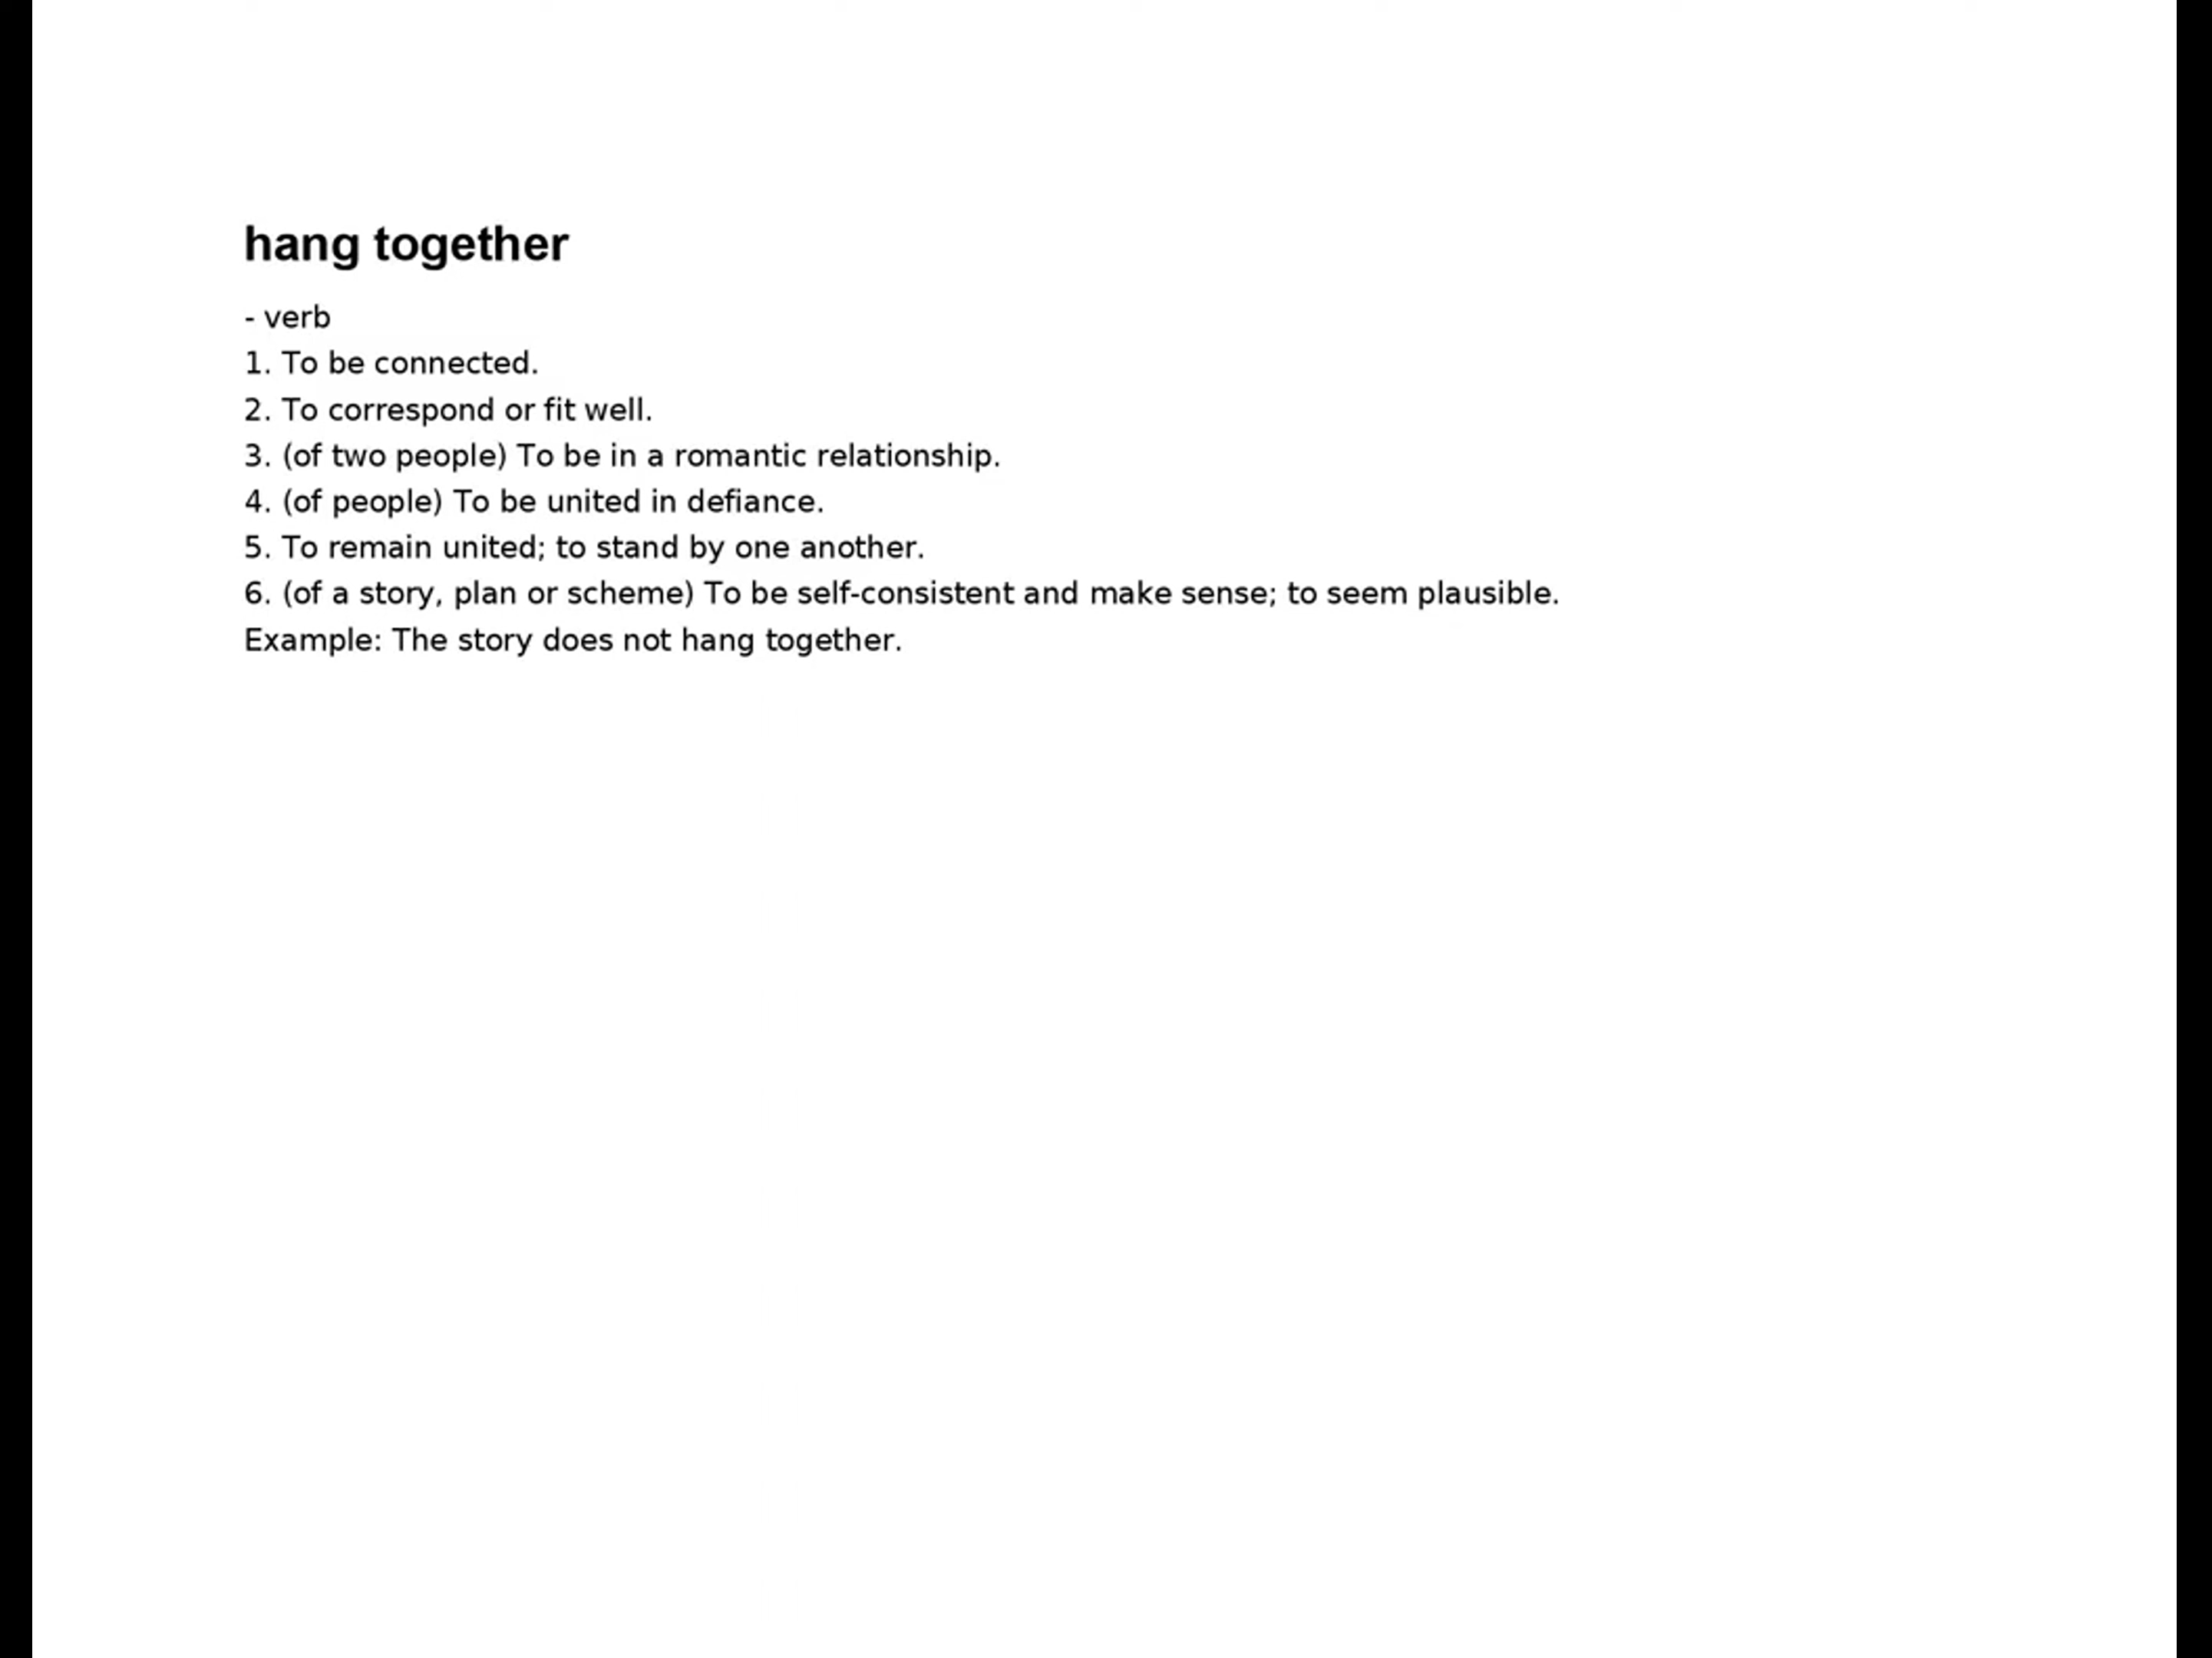 hang together
- verb
1. To be connected.
2. To correspond or fit well.
3. (of two people) To be in a romantic relationship.
4. (of people) To be united in defiance.
5. To remain united; to stand by one another.
6. (of a story, plan or scheme) To be self-consistent and make sense; to seem plausible.
Example: The story does not hang together.